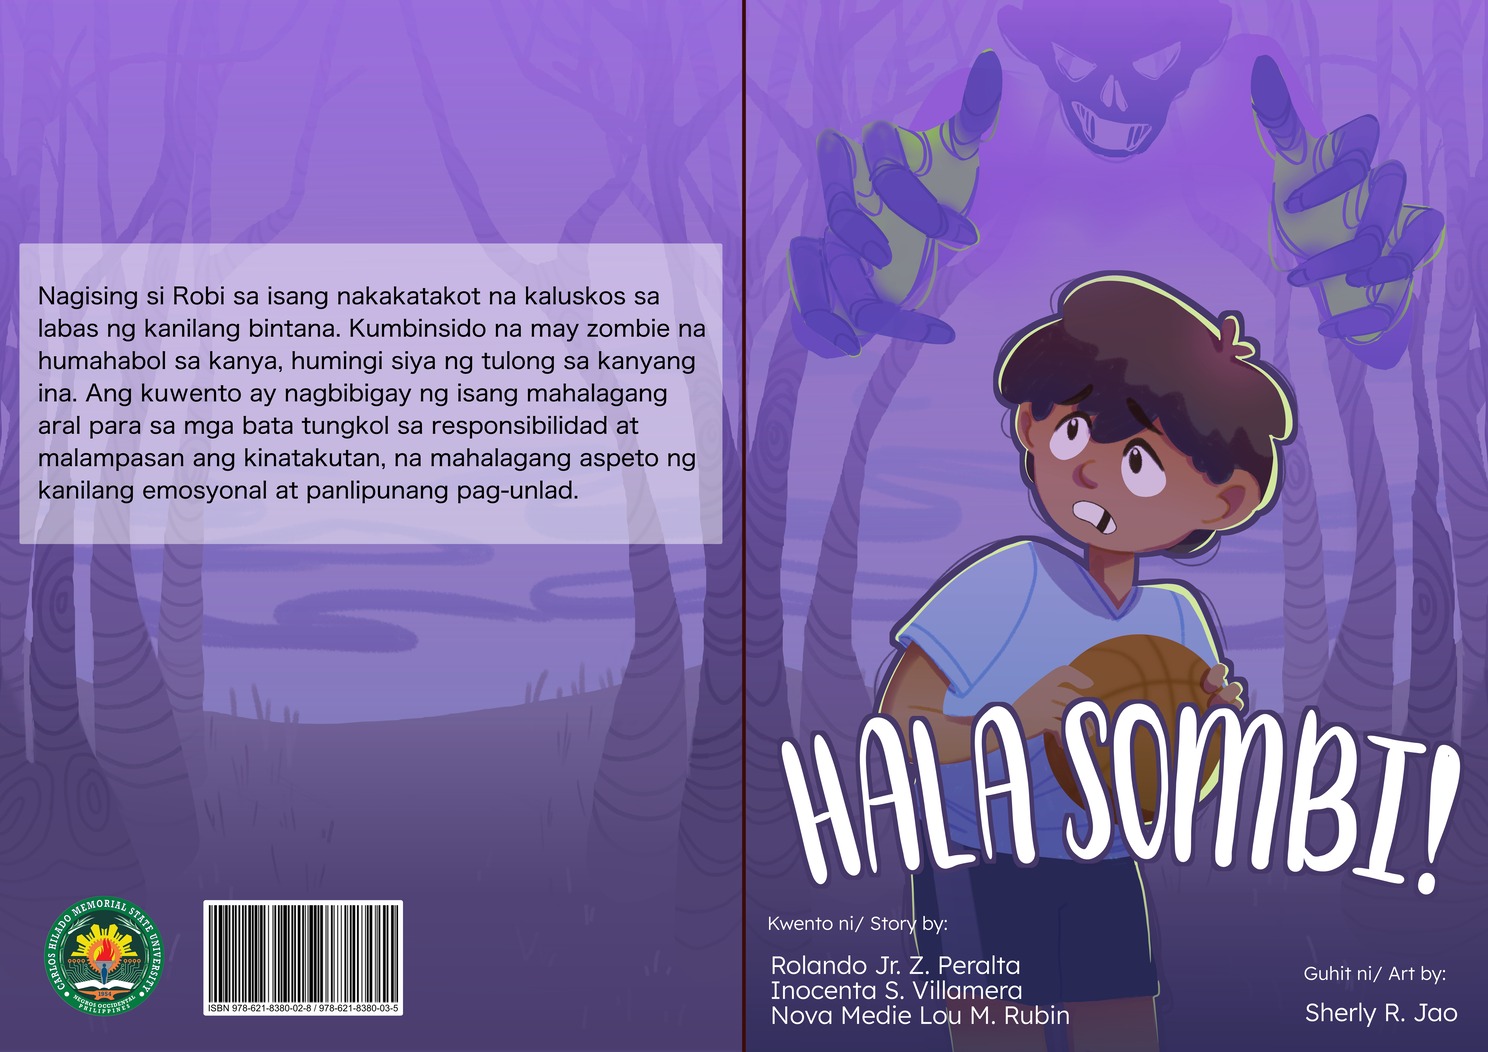 Nagising si Robi sa isang nakakatakot na kaluskos sa
labas ng kanilang bintana. Kumbinsido na may zombie na
humahabol sa kanya, humingi siya ng tulong sa kanyang
ina. Ang kuwento ay nagbibigay ng isang mahalagang
aral para sa mga bata tungkol sa responsibilidad at
malampasan ang kinatakutan, na mahalagang aspeto ng
kanilang emosyonal at panlipunang pag-unlad.
CARLOS HILADO MEMORIAL STATE UNIVERSITY
1954
NEGROS OCCIDENTAL
PHILIPPINES
ISBN 978-621-8380-02-8 / 978-621-8380-03-5
HALA SOMBI!
Kwento ni/ Story by:
Rolando Jr. Z. Peralta
Inocenta S. Villamera
Nova Medie Lou M. Rubin
Guhit ni/ Art by:
Sherly R. Jao